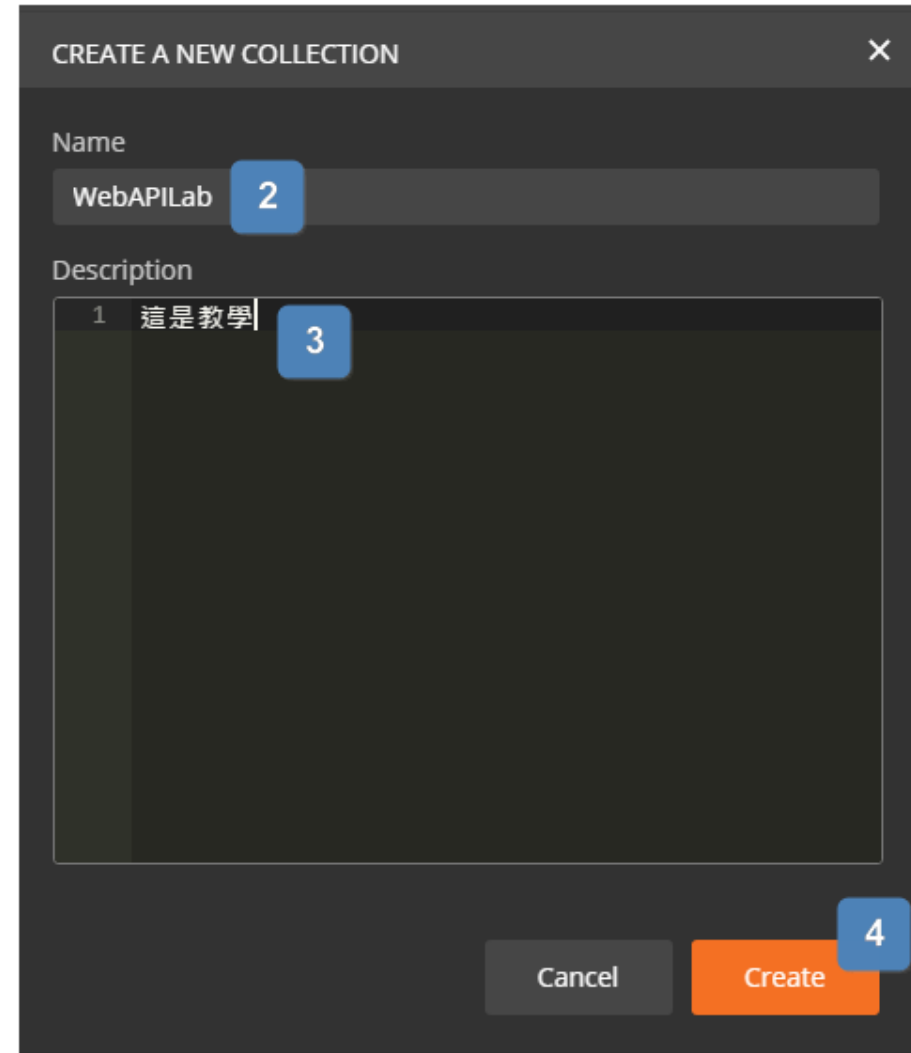 CREATE A NEW COLLECTION ×
Name
WebAPILab 2
Description
1 這是教學 3
4
Cancel Create